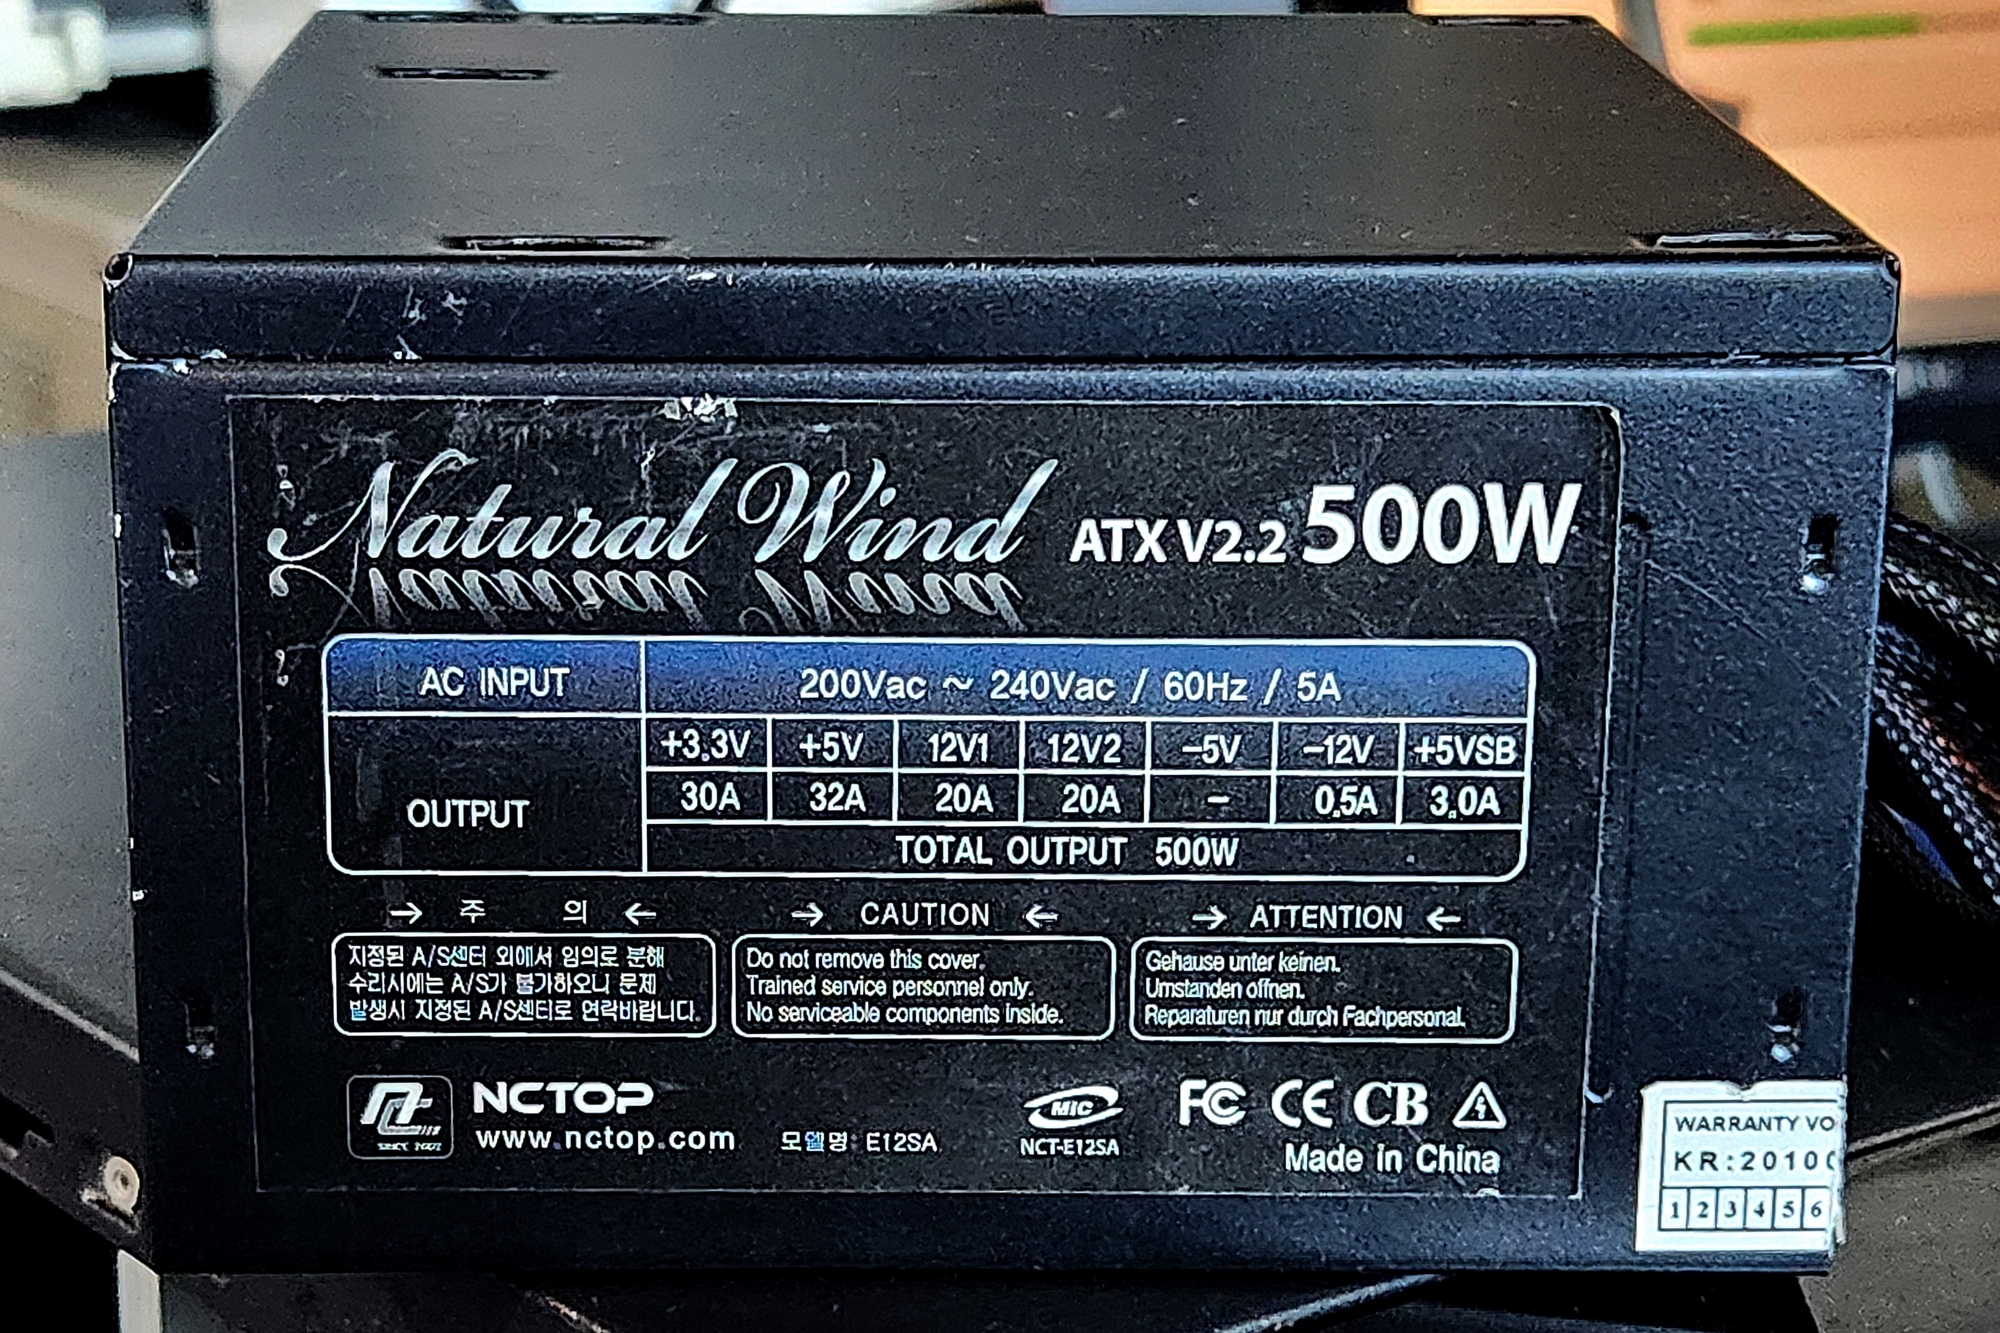 Natural Wind ATX V2.2 500W
AC INPUT 200Vac ~ 240Vac / 60Hz / 5A
+3.3V +5V 12V1 12V2 –5V –12V +5VSB
OUTPUT 30A 32A 20A 20A – 0.5A 3.0A
TOTAL OUTPUT 500W
→ 주 의 ←
지정된 A/S센터 외에서 임의로 분해
수리시에는 A/S가 불가하오니 문제
발생시 지정된 A/S센터로 연락바랍니다.
→ CAUTION ←
Do not remove this cover.
Trained service personnel only.
No serviceable components inside.
→ ATTENTION ←
Gehause unter keinen.
Umstanden offnen.
Reparaturen nur durch Fachpersonal.
NCTOP
www.nctop.com
SINCE 2002
모델명: E12SA
MIC
NCT-E12SA
FC CE CB
Made in China
WARRANTY VO
KR:2010
1 2 3 4 5 6